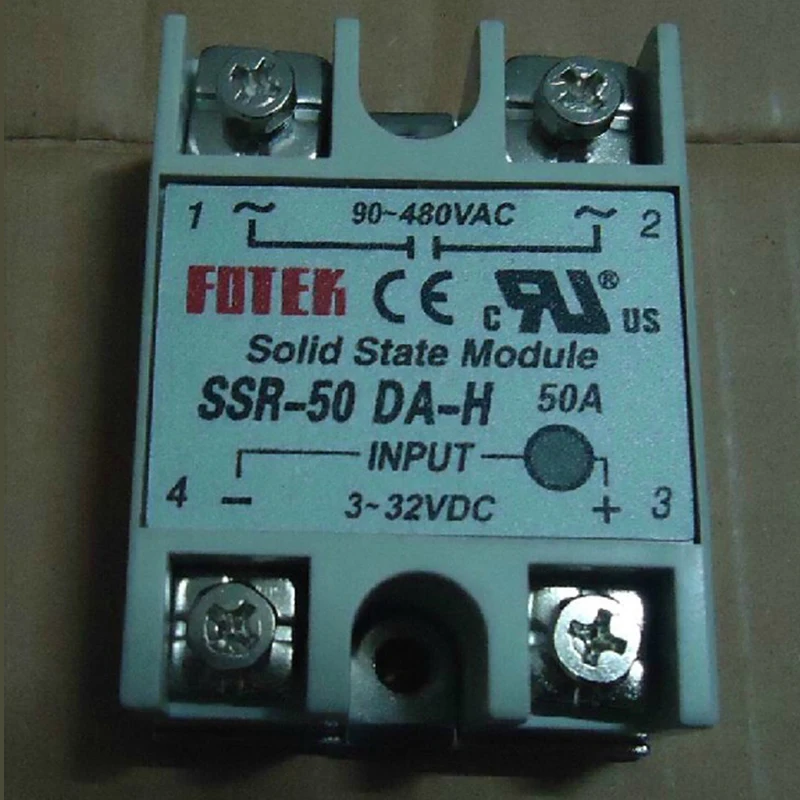 1 ~ 90~480VAC ~ 2
FOTEK CE c RU® US
Solid State Module
SSR-50 DA-H 50A
INPUT
4 - 3~32VDC + 3